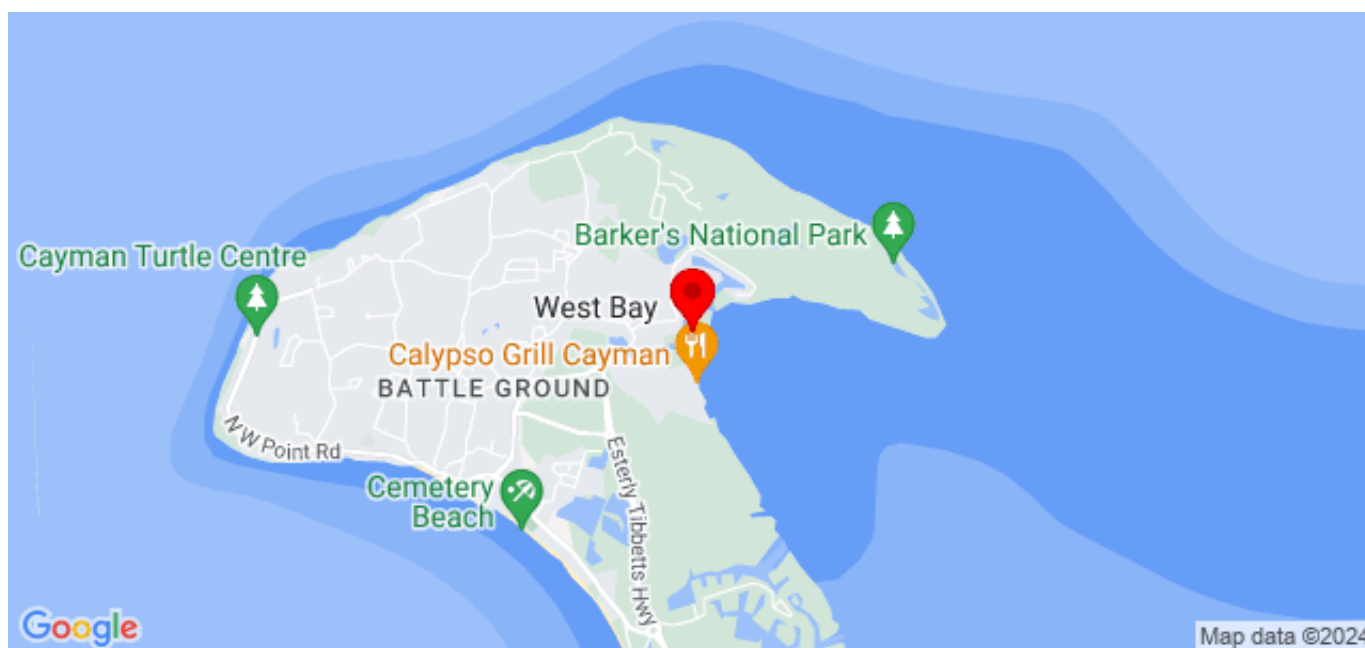 Barker's National Park
Cayman Turtle Centre
West Bay
Calypso Grill Cayman
BATTLE GROUND
NW Point Rd
Esterly Tibbetts Hwy
Cemetery
Beach
Google
Map data ©2024